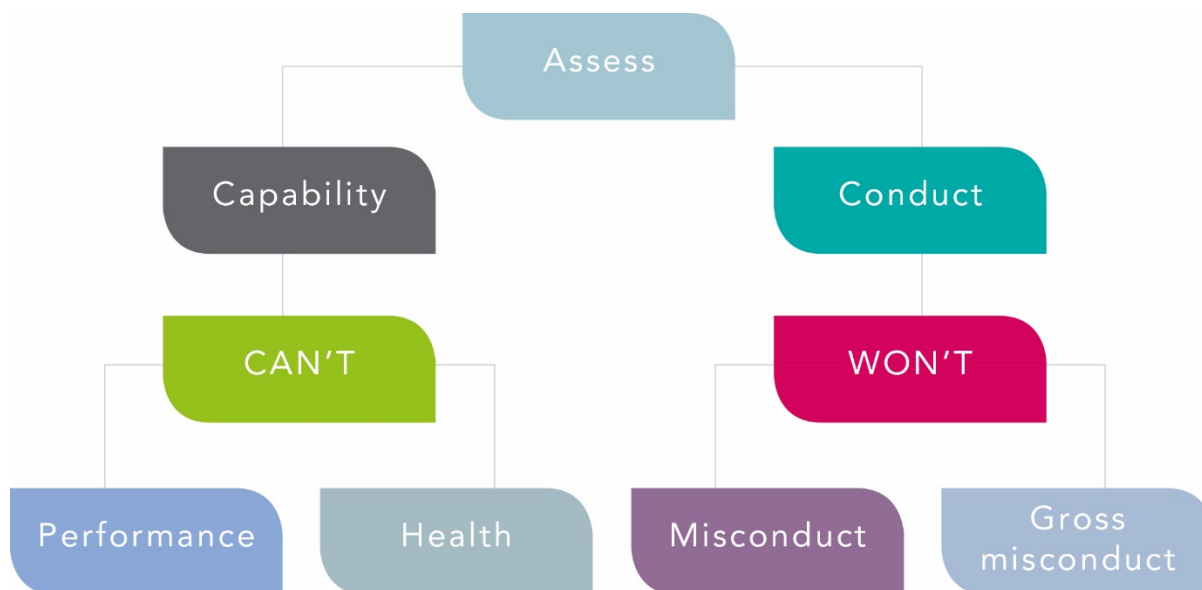 Assess
Capability
Conduct
CAN'T
WON'T
Performance
Health
Misconduct
Gross
misconduct